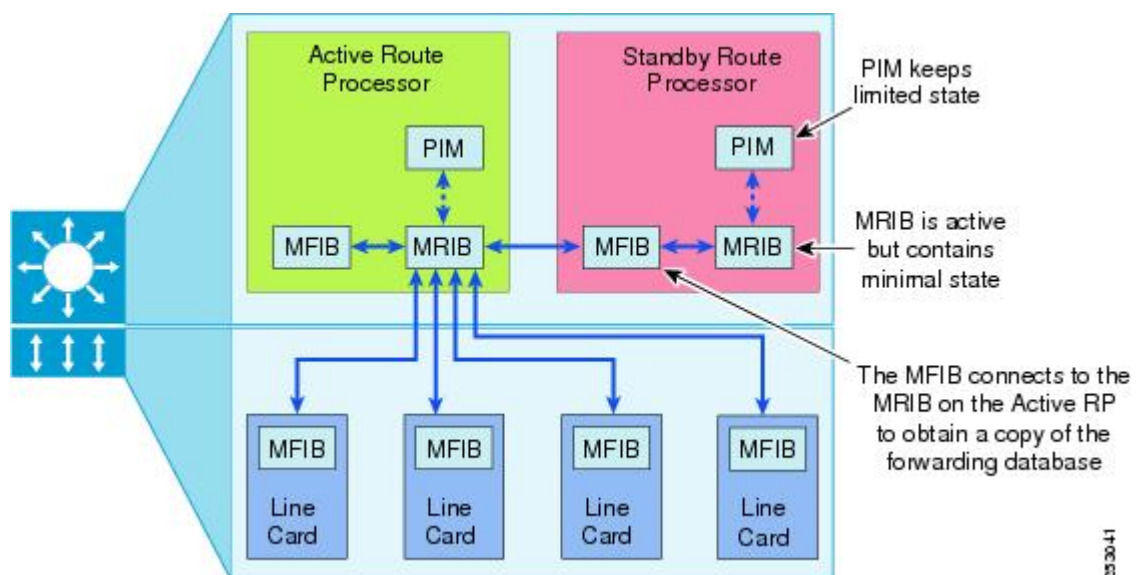 Active Route
Processor
Standby Route
Processor
PIM keeps
limited state
PIM
PIM
MFIB
MRIB
MFIB
MRIB
MRIB is active
but contains
minimal state
The MFIB connects to the
MRIB on the Active RP
to obtain a copy of the
forwarding database
MFIB
MFIB
MFIB
MFIB
Line
Card
Line
Card
Line
Card
Line
Card